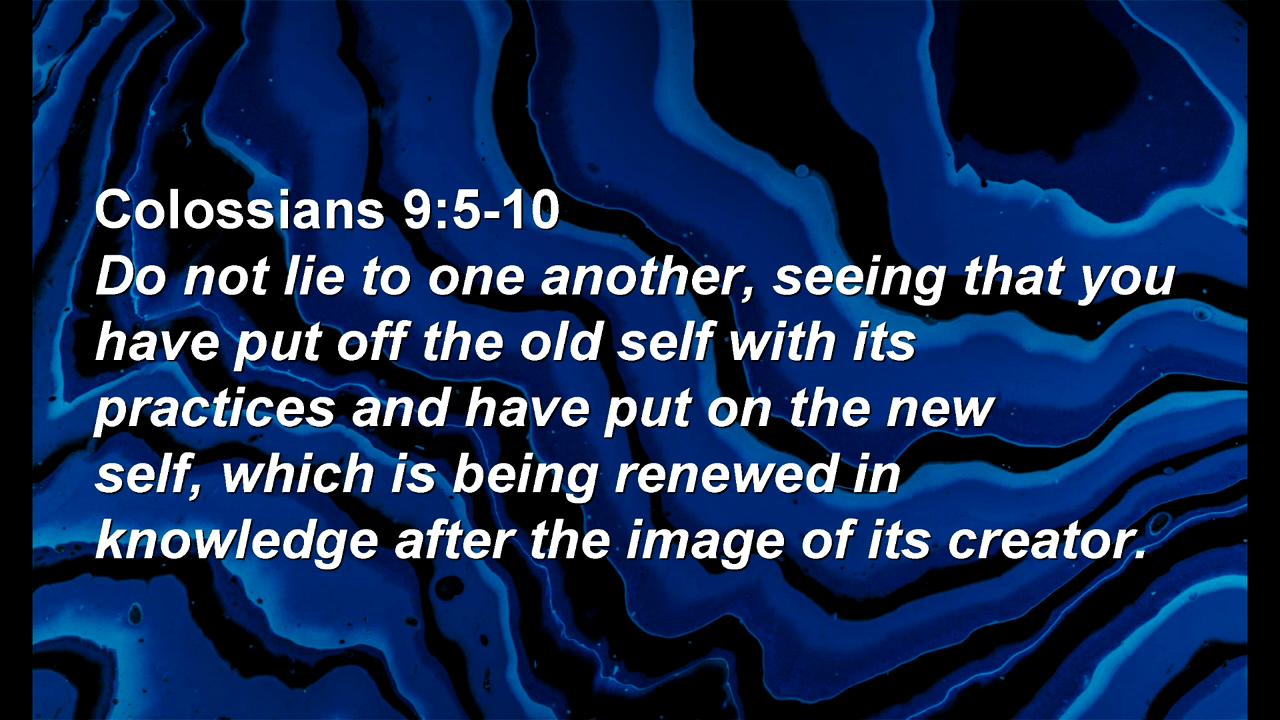 Colossians 9:5-10
Do not lie to one another, seeing that you
have put off the old self with its
practices and have put on the new
self, which is being renewed in
knowledge after the image of its creator.